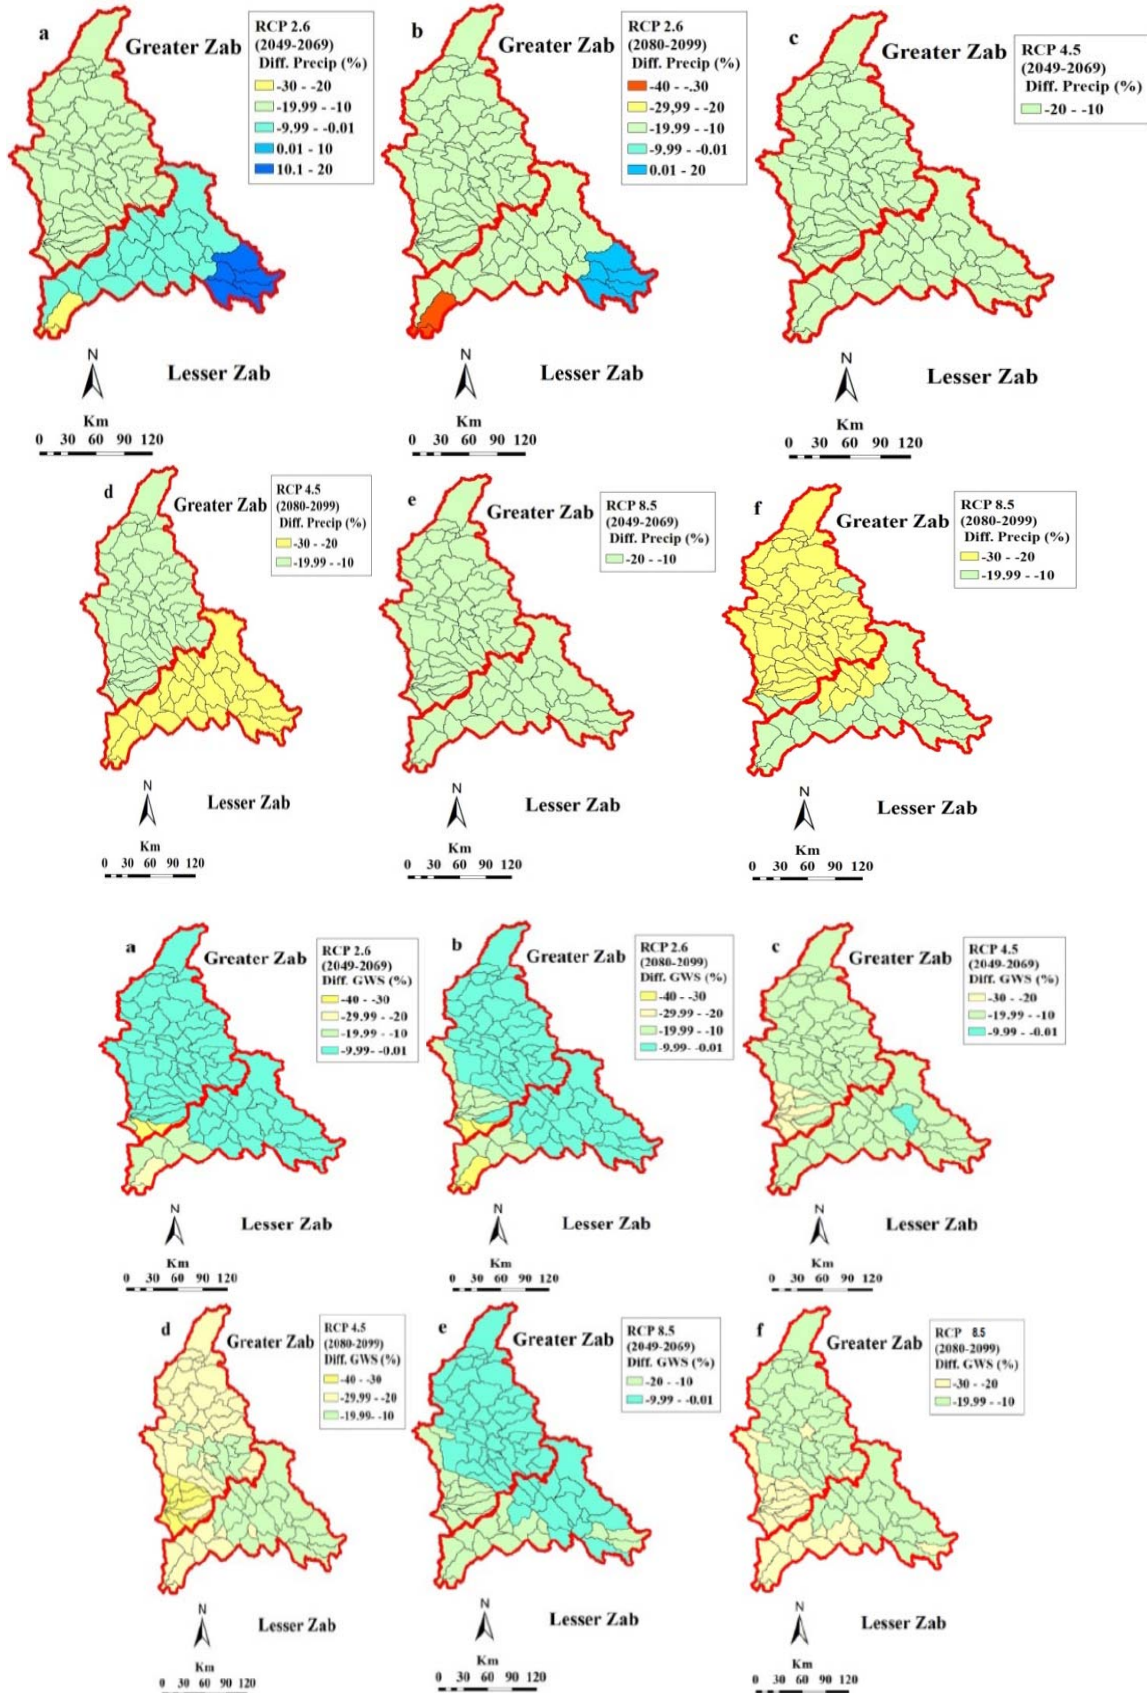 a
Greater Zab
RCP 2.6
(2049-2069)
Diff. Precip (%)
-30 - -20
-19.99 - -10
-9.99 - -0.01
0.01 - 10
10.1 - 20
Lesser Zab
N
Km
0 30 60 90 120
b
Greater Zab
RCP 2.6
(2080-2099)
Diff. Precip (%)
-40 - -.30
-29,99 - -20
-19.99 - -10
-9.99 - -0.01
0.01 - 20
Lesser Zab
N
Km
0 30 60 90 120
c
Greater Zab
RCP 4.5
(2049-2069)
Diff. Precip (%)
-20 - -10
Lesser Zab
N
Km
0 30 60 90 120
d
Greater Zab
RCP 4.5
(2080-2099)
Diff. Precip (%)
-30 - -20
-19.99 - -10
Lesser Zab
N
Km
0 30 60 90 120
e
Greater Zab
RCP 8.5
(2049-2069)
Diff. Precip (%)
-20 - -10
Lesser Zab
N
Km
0 30 60 90 120
f
Greater Zab
RCP 8.5
(2080-2099)
Diff. Precip (%)
-30 - -20
-19.99 - -10
Lesser Zab
N
Km
0 30 60 90 120
a
Greater Zab
RCP 2.6
(2049-2069)
Diff. GWS (%)
-40 - -30
-29.99 - -20
-19.99 - -10
-9.99- -0.01
Lesser Zab
N
Km
0 30 60 90 120
b
Greater Zab
RCP 2.6
(2080-2099)
Diff. GWS (%)
-40 - -30
-29.99 - -20
-19.99 - -10
-9.99- -0.01
Lesser Zab
N
Km
0 30 60 90 120
c
Greater Zab
RCP 4.5
(2049-2069)
Diff. GWS (%)
-30 - -20
-19.99 - -10
-9.99 - -0.01
Lesser Zab
N
Km
0 30 60 90 120
d
Greater Zab
RCP 4.5
(2080-2099)
Diff. GWS (%)
-40 - -30
-29.99 - -20
-19.99- -10
Lesser Zab
N
Km
0 30 60 90 120
e
Greater Zab
RCP 8.5
(2049-2069)
Diff. GWS (%)
-20 - -10
-9.99 - -0.01
Lesser Zab
N
Km
0 30 60 90 120
f
Greater Zab
RCP 8.5
(2080-2099)
Diff. GWS (%)
-30 - -20
-19.99 - -10
Lesser Zab
N
Km
0 30 60 90 120